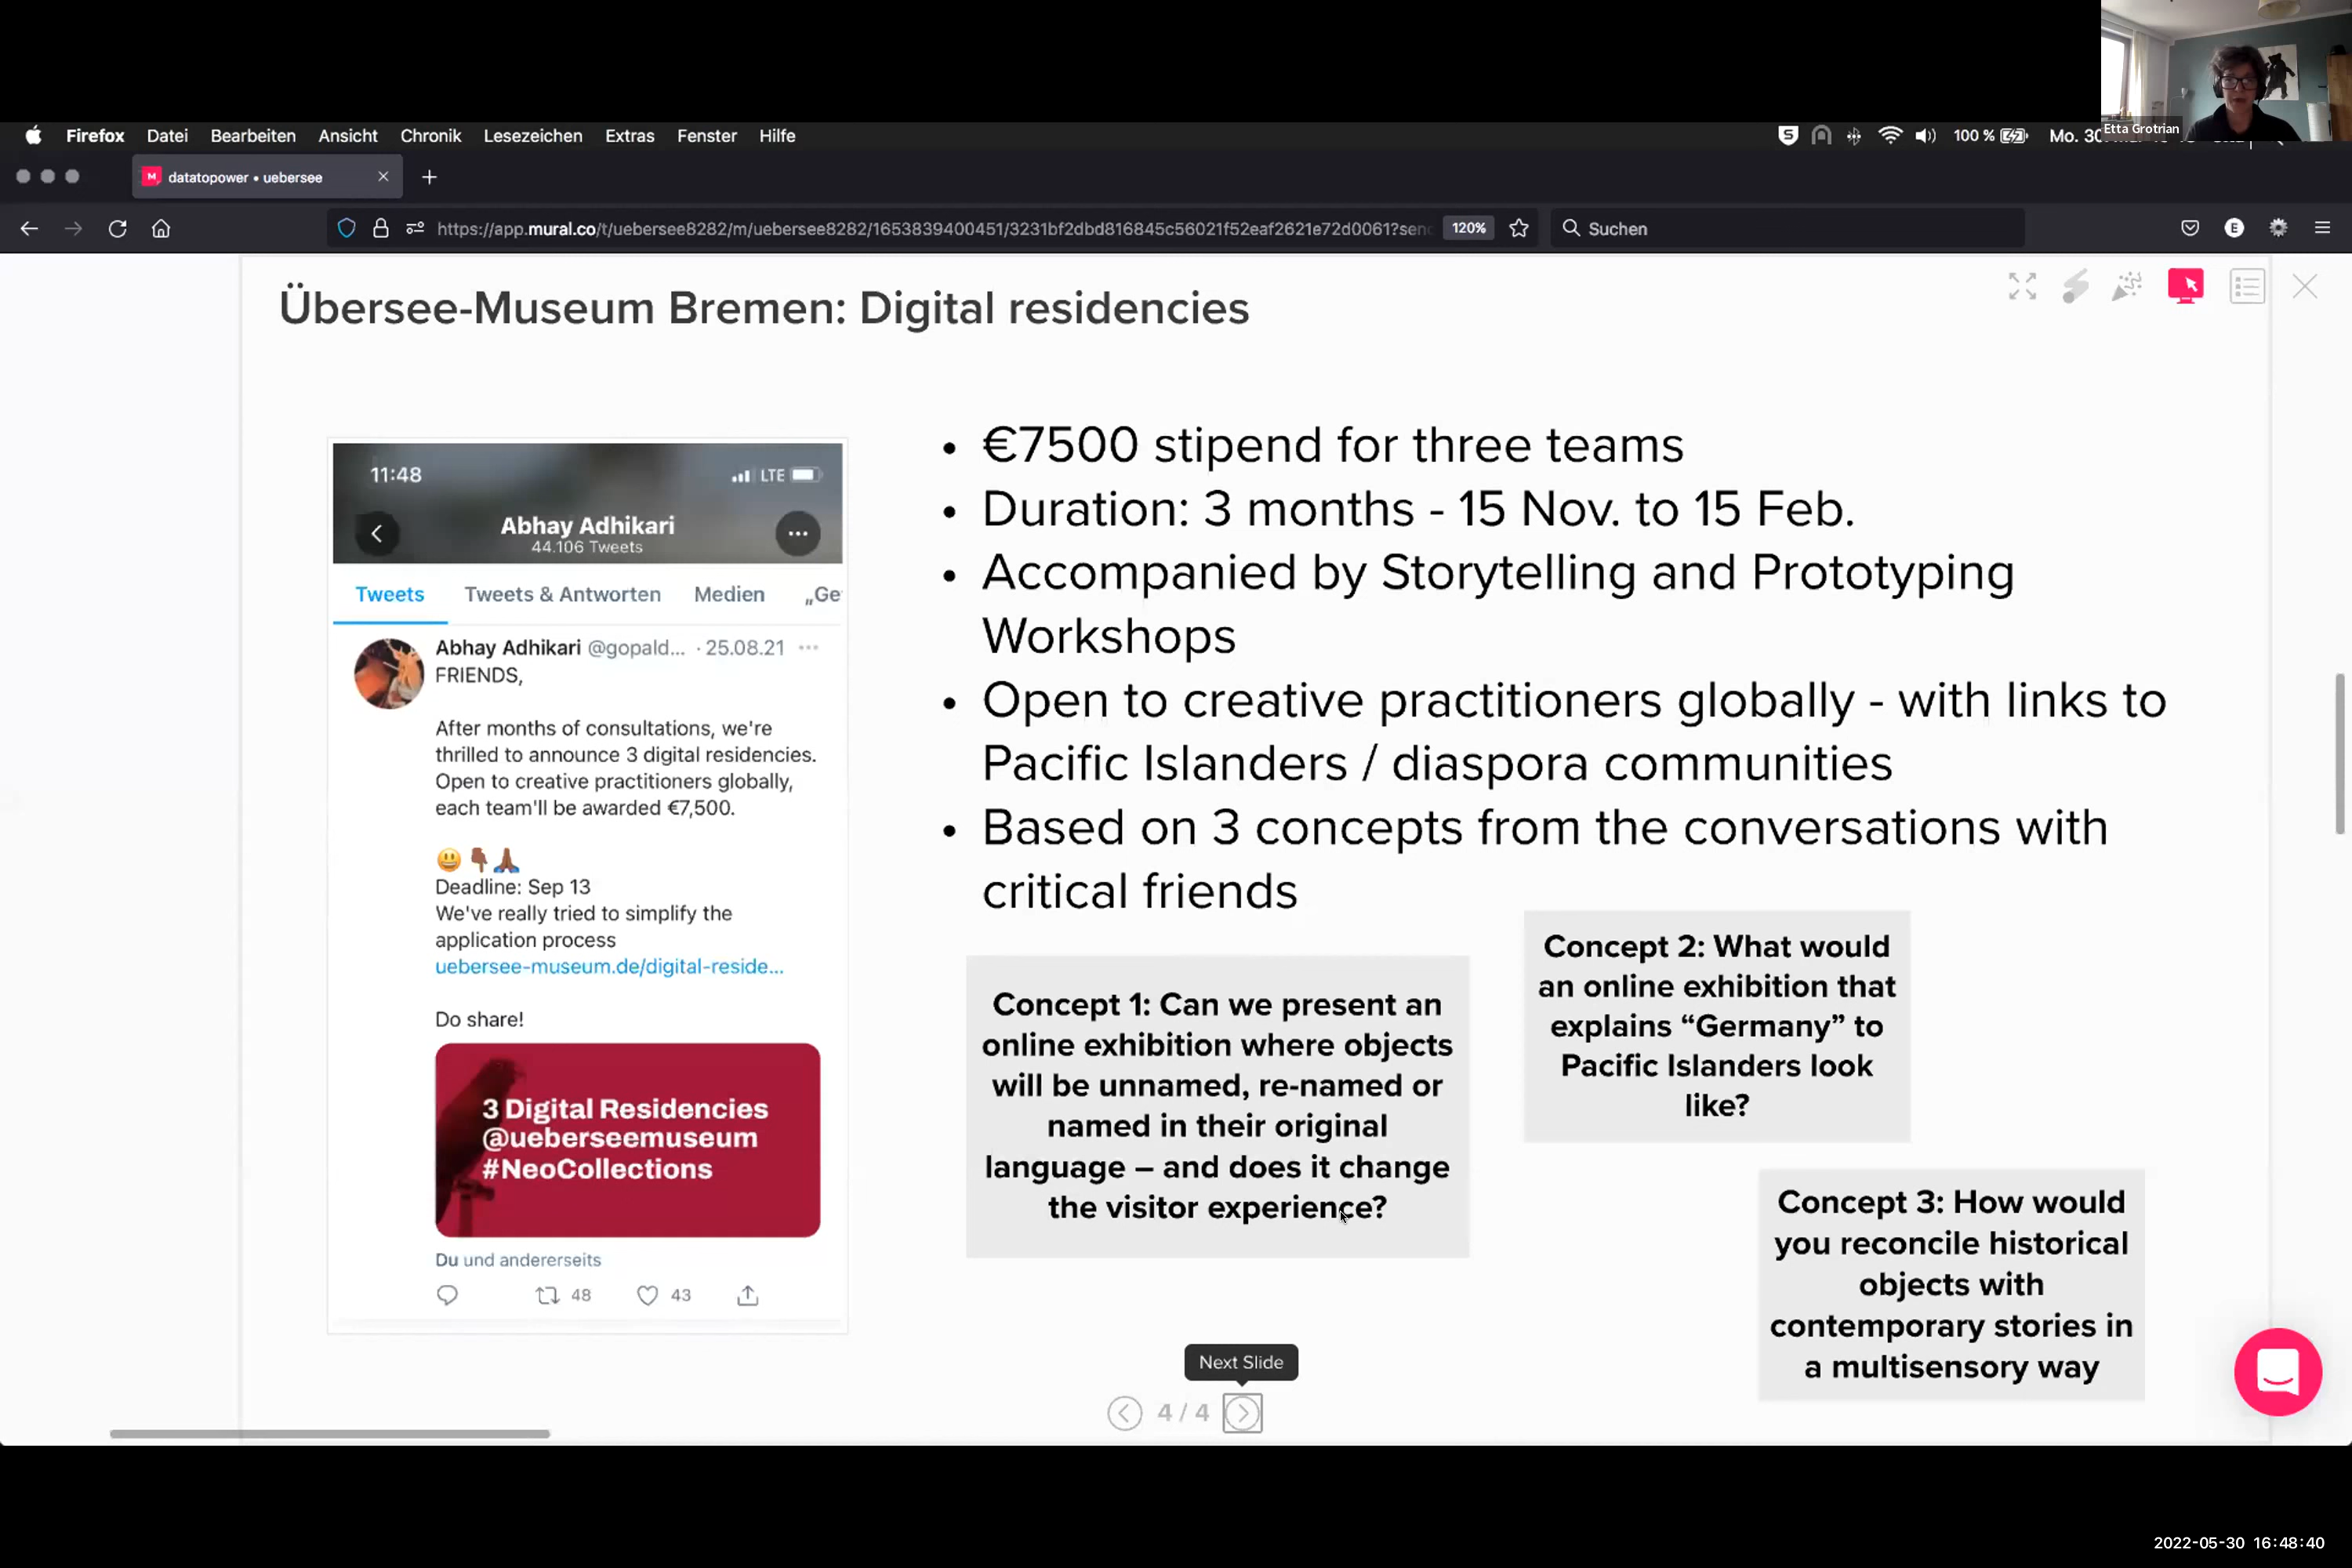 Etta Grotrian
Firefox Datei Bearbeiten Ansicht Chronik Lesezeichen Extras Fenster Hilfe
100 % Mo. 30
datatopower • uebersee
https://app.mural.co/t/uebersee8282/m/uebersee8282/1653839400451/3231bf2dbd816845c56021f52eaf2621e72d0061?send
120%
Suchen
Übersee-Museum Bremen: Digital residencies
11:48
LTE
Abhay Adhikari
44.106 Tweets
Tweets Tweets & Antworten Medien „Ge
Abhay Adhikari @gopald... · 25.08.21
FRIENDS,
After months of consultations, we're
thrilled to announce 3 digital residencies.
Open to creative practitioners globally,
each team'll be awarded €7,500.
😃 👇🏾 🙏🏾
Deadline: Sep 13
We've really tried to simplify the
application process
uebersee-museum.de/digital-reside...
Do share!
3 Digital Residencies
@ueberseemuseum
#NeoCollections
Du und andererseits
48 43
• €7500 stipend for three teams
• Duration: 3 months - 15 Nov. to 15 Feb.
• Accompanied by Storytelling and Prototyping
Workshops
• Open to creative practitioners globally - with links to
Pacific Islanders / diaspora communities
• Based on 3 concepts from the conversations with
critical friends
Concept 1: Can we present an
online exhibition where objects
will be unnamed, re-named or
named in their original
language – and does it change
the visitor experience?
Concept 2: What would
an online exhibition that
explains “Germany” to
Pacific Islanders look
like?
Concept 3: How would
you reconcile historical
objects with
contemporary stories in
a multisensory way
Next Slide
4 / 4
2022-05-30 16:48:40